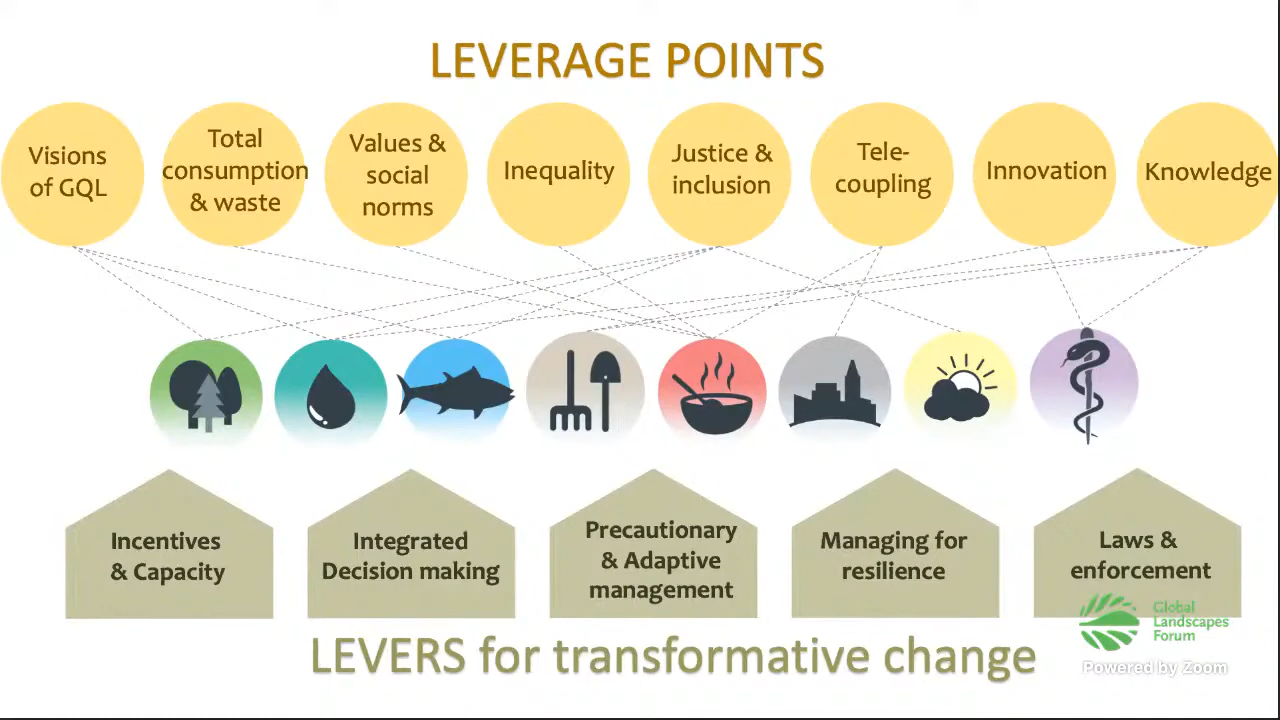 LEVERAGE POINTS
Visions
of GQL
Total
consumption
& waste
Values &
social
norms
Inequality
Justice &
inclusion
Tele-
coupling
Innovation
Knowledge
Incentives
& Capacity
Integrated
Decision making
Precautionary
& Adaptive
management
Managing for
resilience
Laws &
enforcement
Global
Landscapes
Forum
LEVERS for transformative change
Powered by Zoom